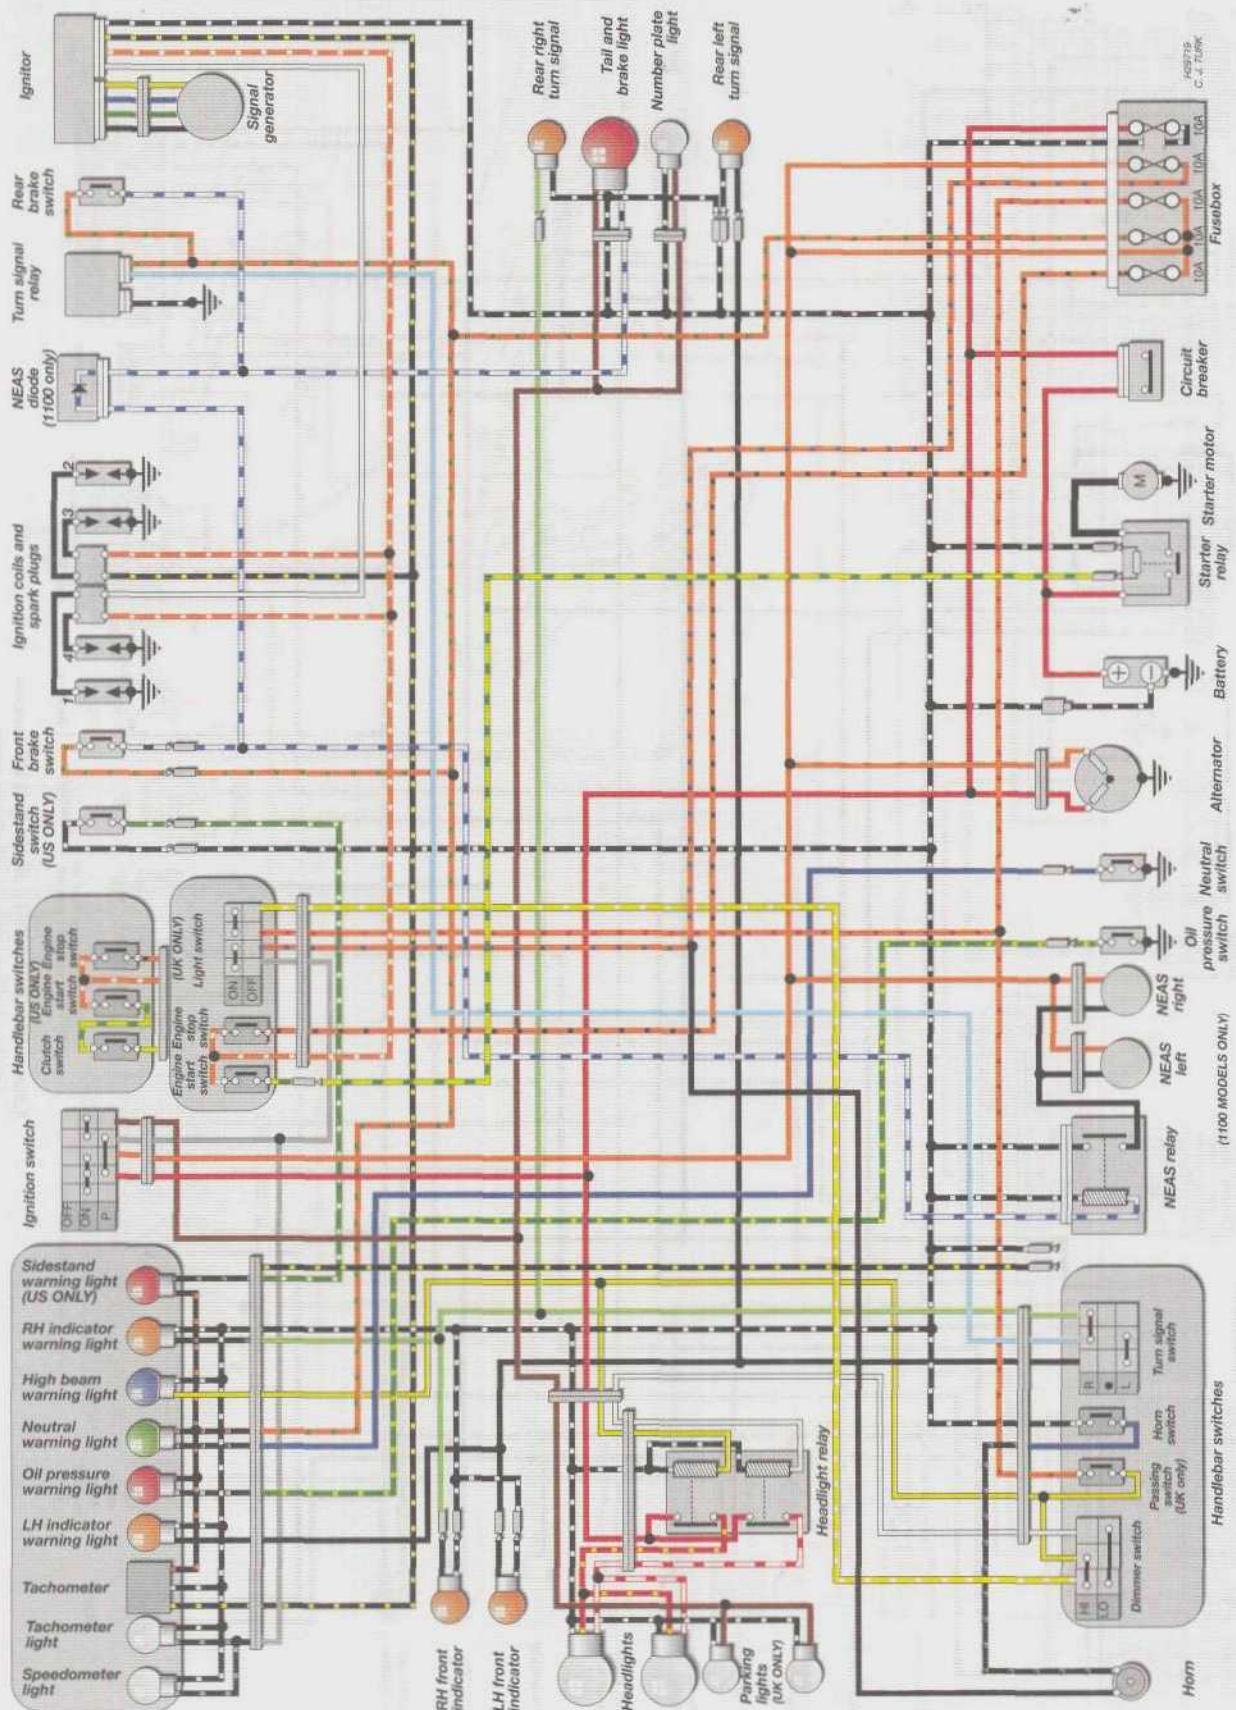 Ignitor
Signal
generator
Rear
brake
switch
Turn signal
relay
NEAS
diode
(1100 only)
Ignition coils and
spark plugs
2
3
4
1
Front
brake
switch
Sidestand
switch
(US ONLY)
Handlebar switches
(US ONLY)
Clutch
switch
Engine
start
switch
Engine
stop
switch
(UK ONLY)
Light switch
ON
OFF
Engine
start
switch
Engine
stop
switch
Ignition switch
OFF
ON
P
Sidestand
warning light
(US ONLY)
RH indicator
warning light
High beam
warning light
Neutral
warning light
Oil pressure
warning light
LH indicator
warning light
Tachometer
Tachometer
light
Speedometer
light
Rear right
turn signal
Tail and
brake light
Number plate
light
Rear left
turn signal
RH front
indicator
LH front
indicator
Headlights
Parking
lights
(UK ONLY)
Headlight relay
H29719
C. J. TURK
10A
10A
10A
10A
10A
Fusebox
Circuit
breaker
Starter motor
M
Starter
relay
Battery
+
−
Alternator
Neutral
switch
Oil
pressure
switch
NEAS
right
NEAS
left
(1100 MODELS ONLY)
NEAS relay
Turn signal
switch
R
L
Horn
switch
Passing
switch
(UK only)
Dimmer switch
HI
LO
Handlebar switches
Horn